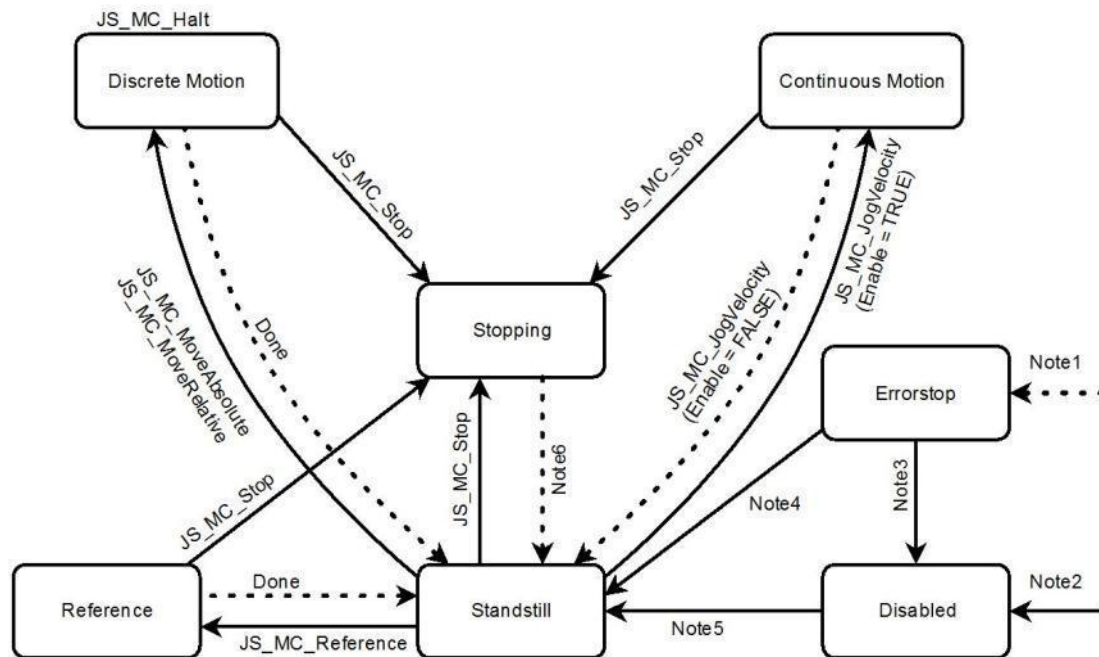 JS_MC_Halt
Discrete Motion
Continuous Motion
JS_MC_Stop
JS_MC_Stop
JS_MC_JogVelocity
(Enable = TRUE)
JS_MC_MoveAbsolute
JS_MC_MoveRelative
Done
Stopping
JS_MC_JogVelocity
(Enable = FALSE)
Errorstop
Note1
JS_MC_Stop
JS_MC_Stop
Note6
Note4
Note3
Reference
Done
JS_MC_Reference
Standstill
Note5
Disabled
Note2